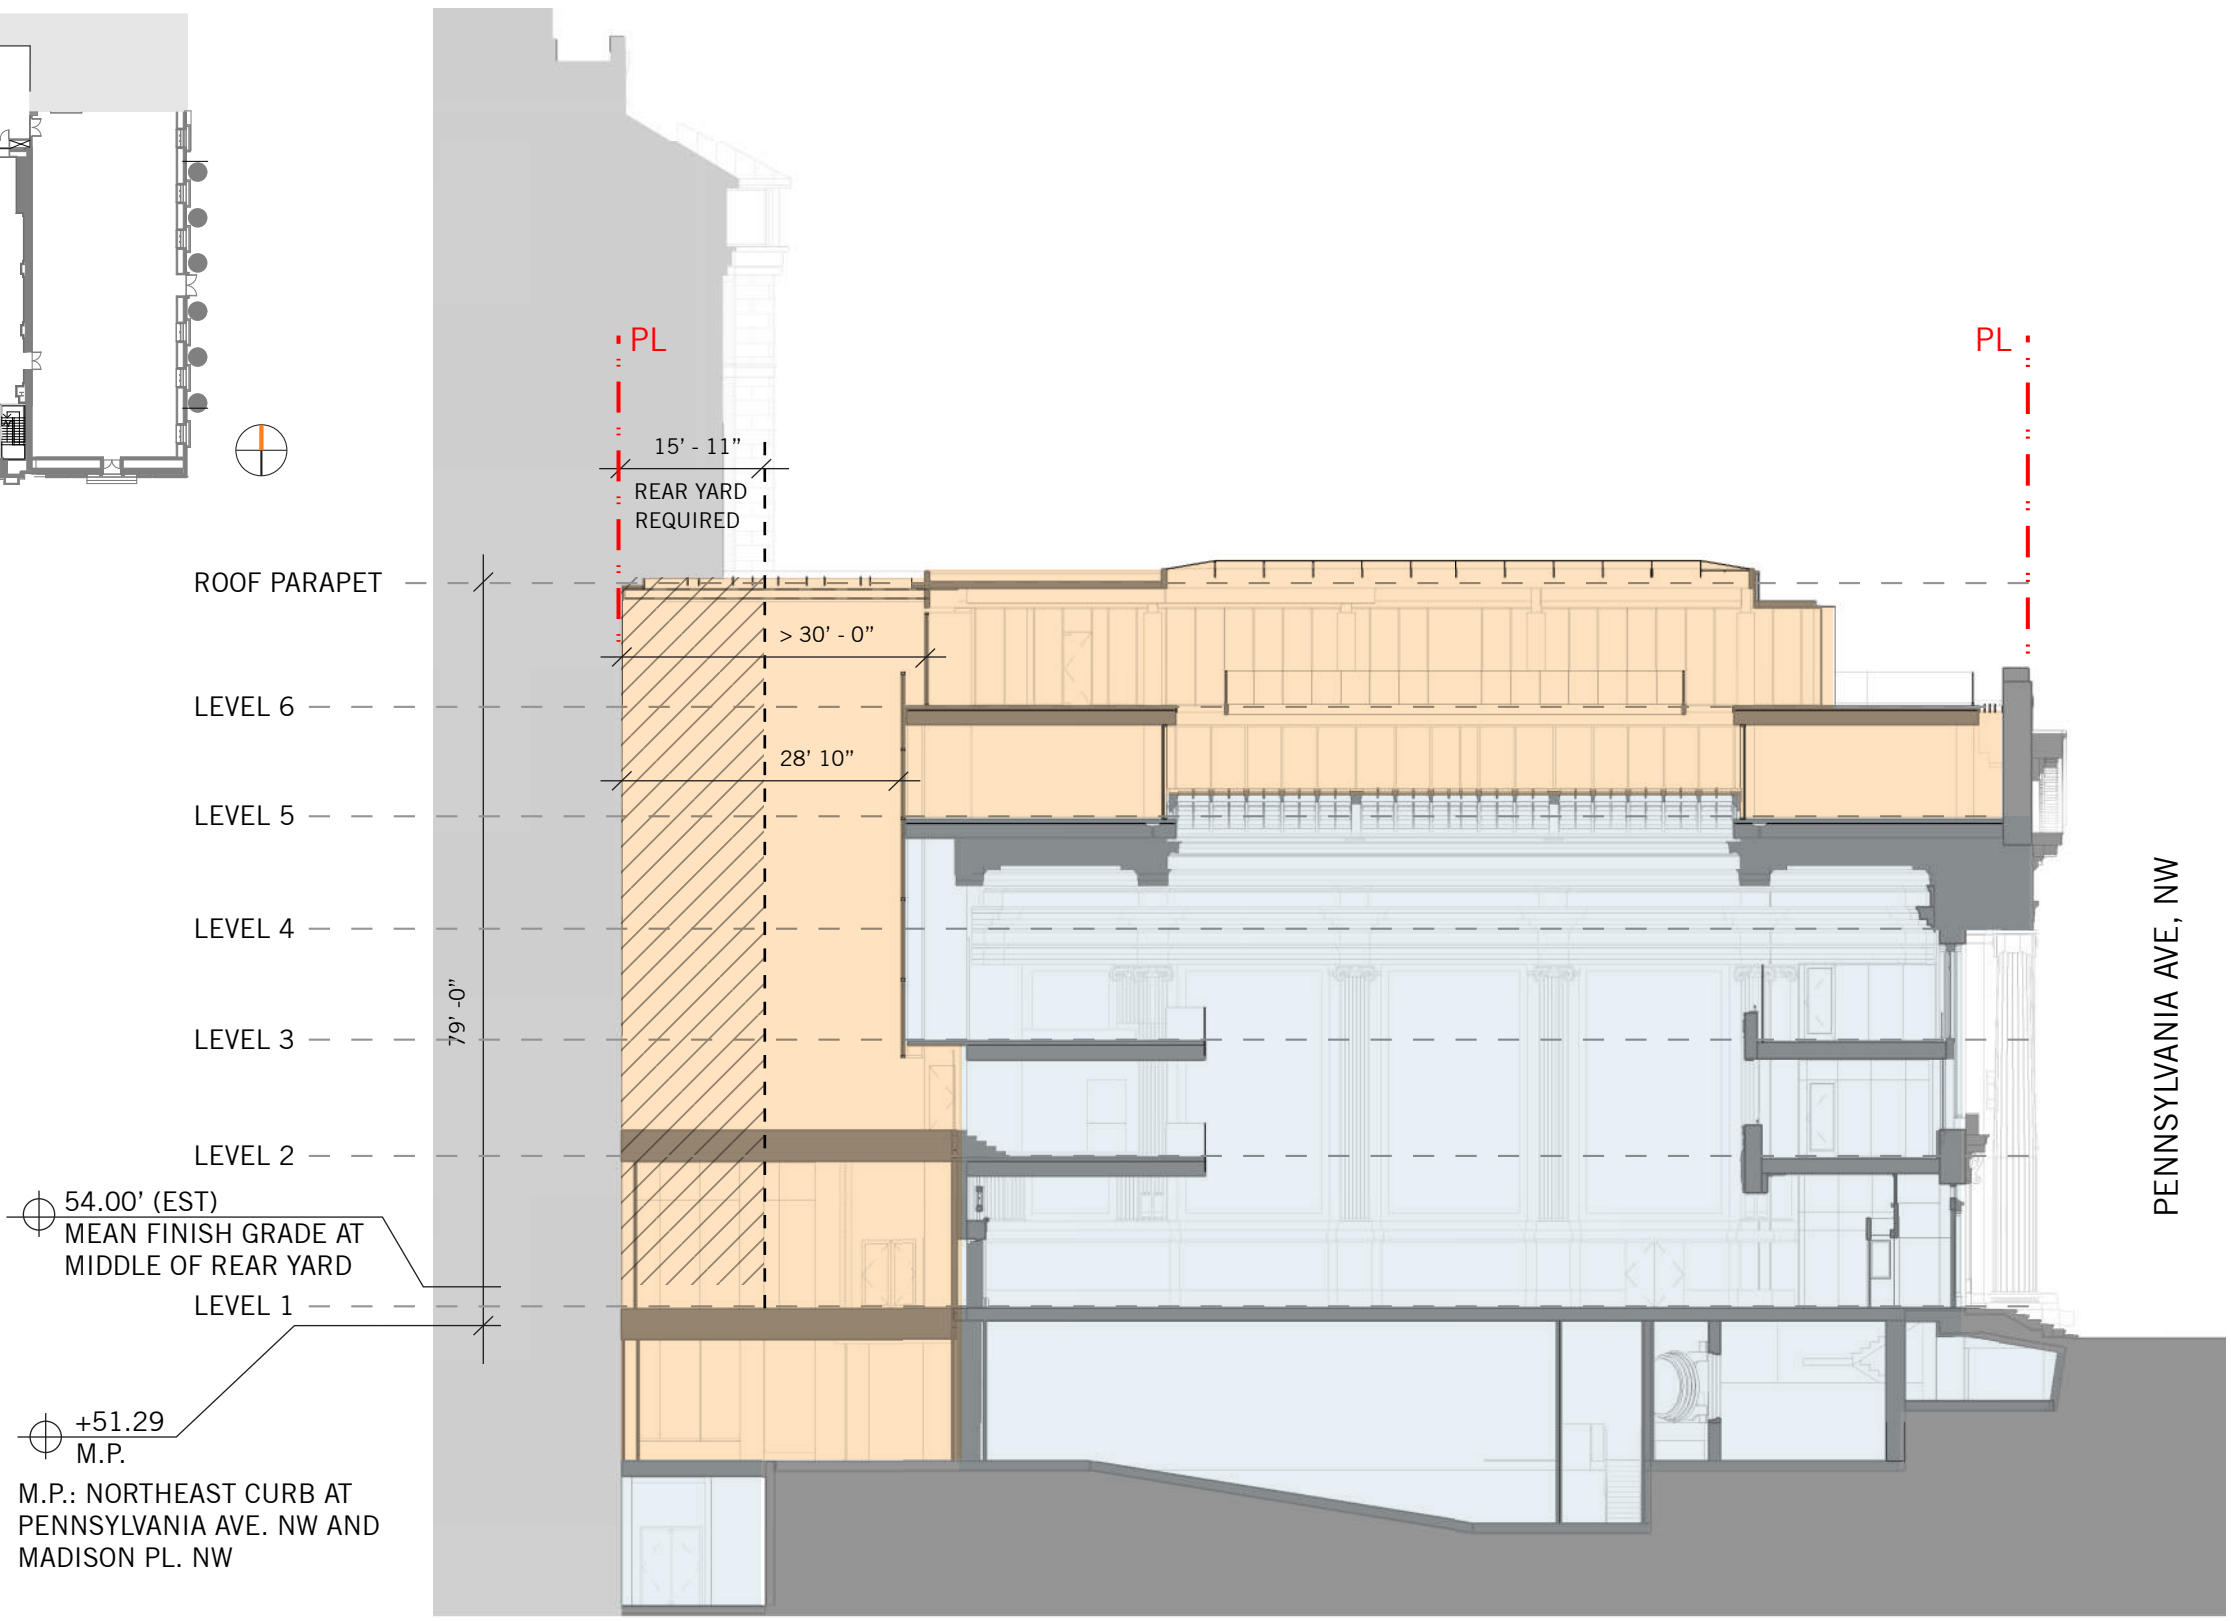 PL
PL
15’ - 11”
REAR YARD
REQUIRED
ROOF PARAPET
> 30’ - 0”
LEVEL 6
28’ 10”
LEVEL 5
LEVEL 4
79’ -0”
LEVEL 3
LEVEL 2
54.00’ (EST)
MEAN FINISH GRADE AT
MIDDLE OF REAR YARD
LEVEL 1
+51.29
M.P.
M.P.: NORTHEAST CURB AT
PENNSYLVANIA AVE. NW AND
MADISON PL. NW
PENNSYLVANIA AVE, NW